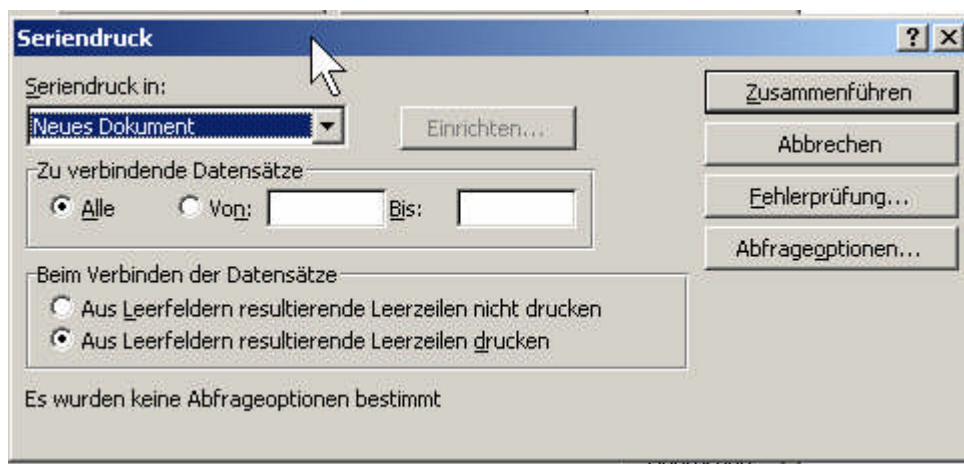 Seriendruck
Seriendruck in:
Neues Dokument
Einrichten...
Zusammenführen
Abbrechen
Fehlerprüfung...
Abfrageoptionen...
Zu verbindende Datensätze
Alle Von: Bis:
Beim Verbinden der Datensätze
Aus Leerfeldern resultierende Leerzeilen nicht drucken
Aus Leerfeldern resultierende Leerzeilen drucken
Es wurden keine Abfrageoptionen bestimmt